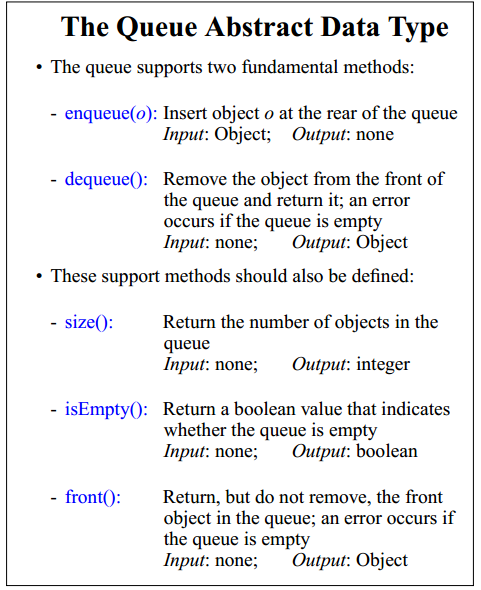 The Queue Abstract Data Type
• The queue supports two fundamental methods:
- enqueue(o): Insert object o at the rear of the queue
Input: Object; Output: none
- dequeue(): Remove the object from the front of
the queue and return it; an error
occurs if the queue is empty
Input: none; Output: Object
• These support methods should also be defined:
- size(): Return the number of objects in the
queue
Input: none; Output: integer
- isEmpty(): Return a boolean value that indicates
whether the queue is empty
Input: none; Output: boolean
- front(): Return, but do not remove, the front
object in the queue; an error occurs if
the queue is empty
Input: none; Output: Object